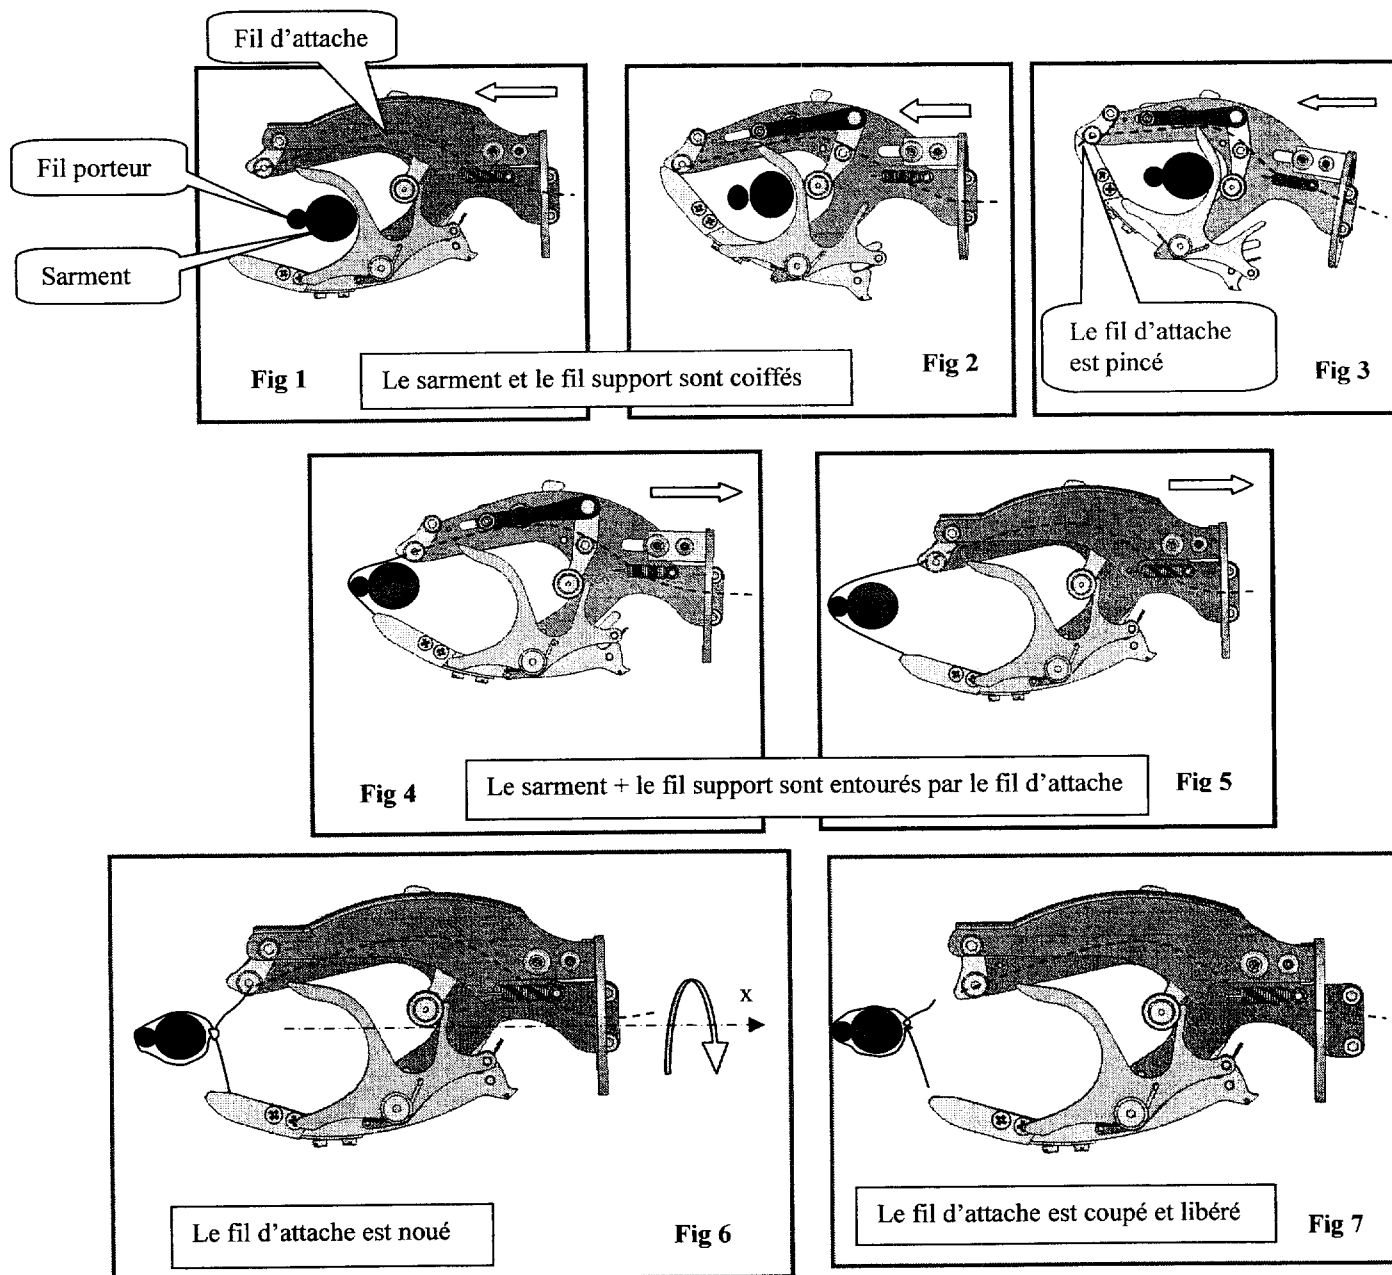 Fil d'attache
Fil porteur
Sarment
Fig 1
Le sarment et le fil support sont coiffés
Fig 2
Le fil d'attache
est pincé
Fig 3
Fig 4
Le sarment + le fil support sont entourés par le fil d'attache
Fig 5
x
Le fil d'attache est noué
Fig 6
Le fil d'attache est coupé et libéré
Fig 7